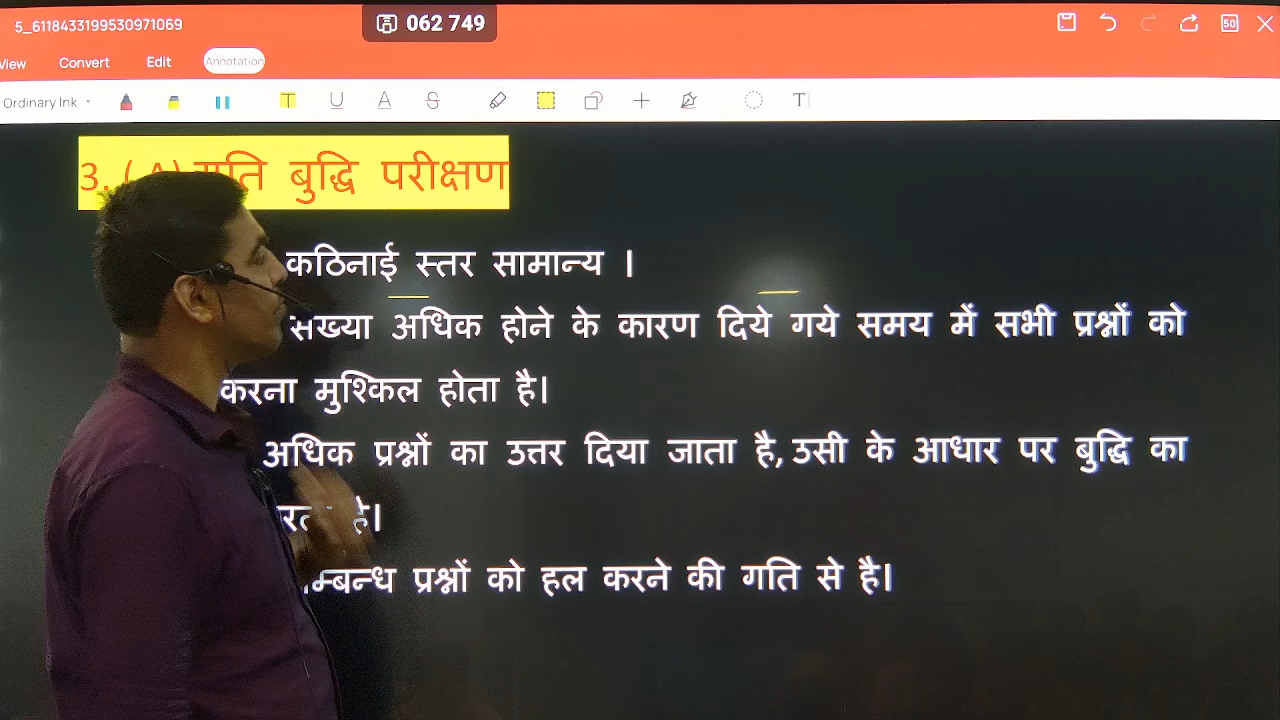 5_6118433199530971069
062 749
50
View Convert Edit Annotation
Ordinary Ink T U A S T
3. बुद्धि परीक्षण
कठिनाई स्तर सामान्य ।
अधिक होने के कारण दिये गये समय में सभी प्रश्नों को
करना मुश्किल होता है।
अधिक प्रश्नों का उत्तर दिया जाता है, उसी के आधार पर बुद्धि का
है।
प्रश्नों को हल करने की गति से है।